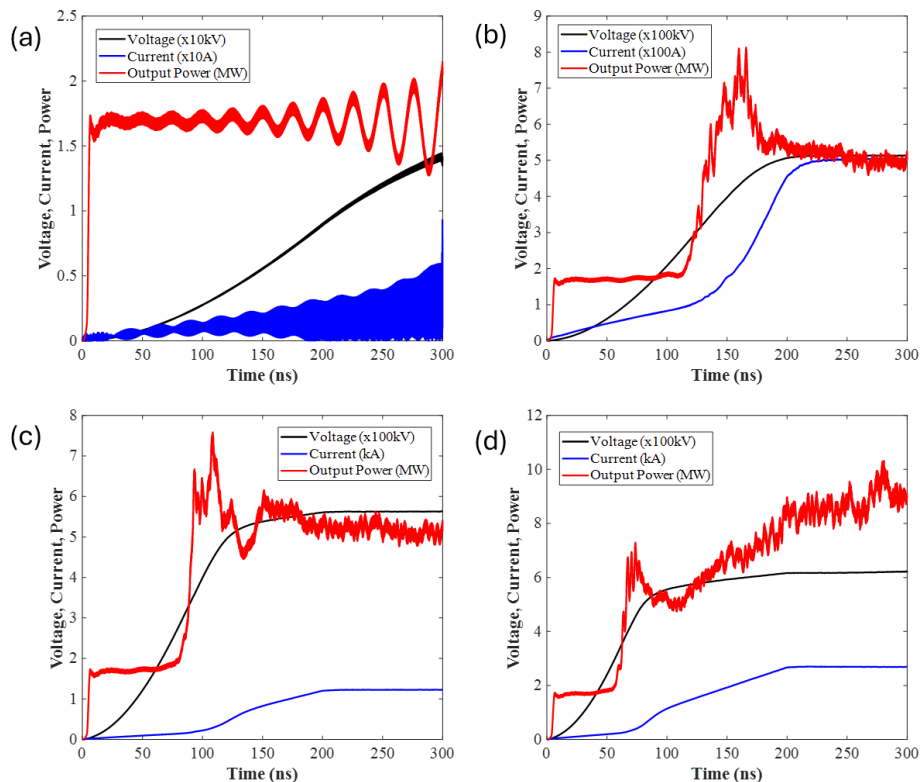 (a)
2.5
2
1.5
1
0.5
0
Voltage (x10kV)
Current (x10A)
Output Power (MW)
Voltage, Current, Power
0 50 100 150 200 250 300
Time (ns)
(b)
9
8
7
6
5
4
3
2
1
0
Voltage (x100kV)
Current (x100A)
Output Power (MW)
Voltage, Current, Power
0 50 100 150 200 250 300
Time (ns)
(c)
8
7
6
5
4
3
2
1
0
Voltage (x100kV)
Current (kA)
Output Power (MW)
Voltage, Current, Power
0 50 100 150 200 250 300
Time (ns)
(d)
12
10
8
6
4
2
0
Voltage (x100kV)
Current (kA)
Output Power (MW)
Voltage, Current, Power
0 50 100 150 200 250 300
Time (ns)